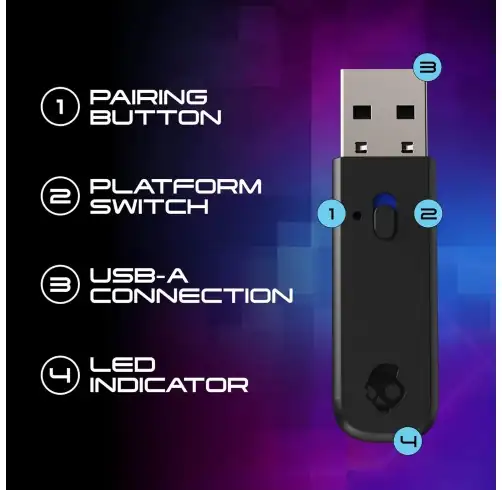 1 PAIRING
BUTTON
2 PLATFORM
SWITCH
3 USB-A
CONNECTION
4 LED
INDICATOR
3
1
2
4